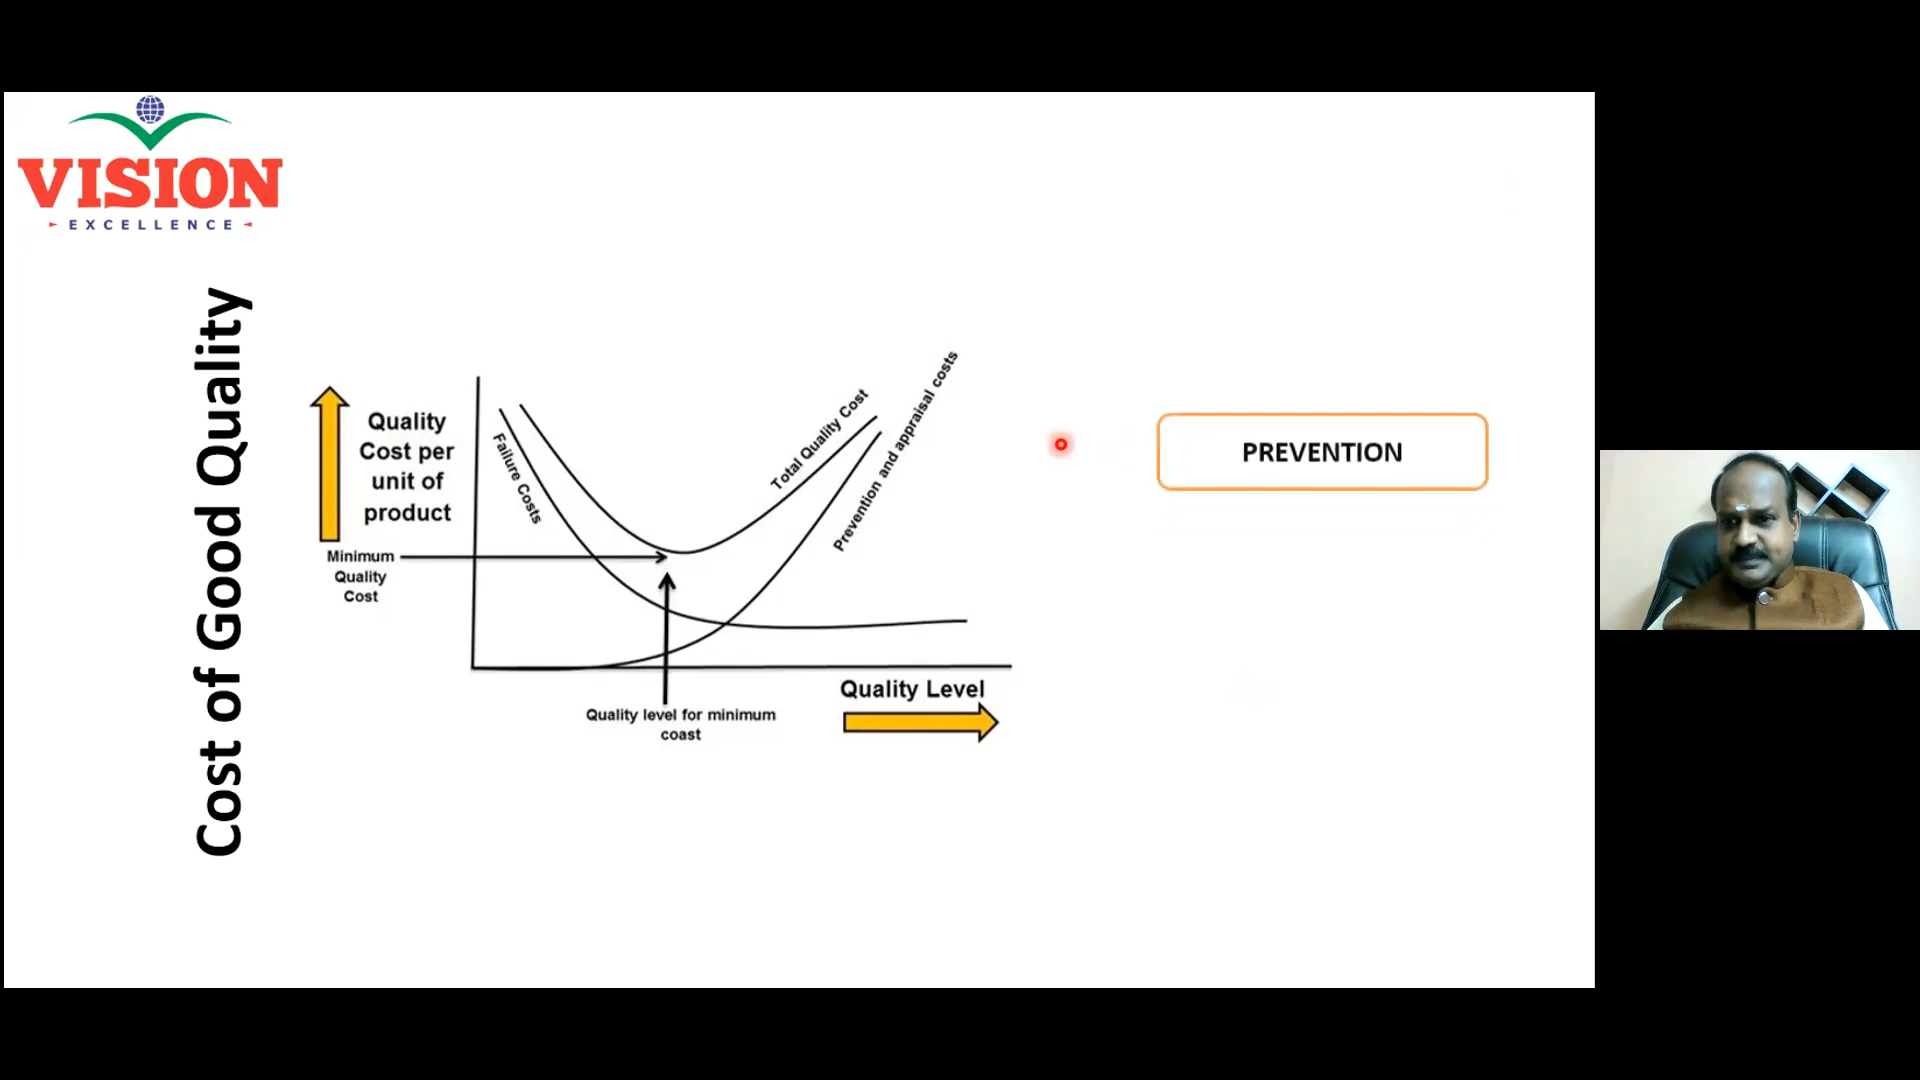 VISION
EXCELLENCE
Cost of Good Quality
Quality
Cost per
unit of
product
Minimum
Quality
Cost
Failure Costs
Total Quality Cost
Prevention and appraisal costs
Quality Level
Quality level for minimum
coast
PREVENTION